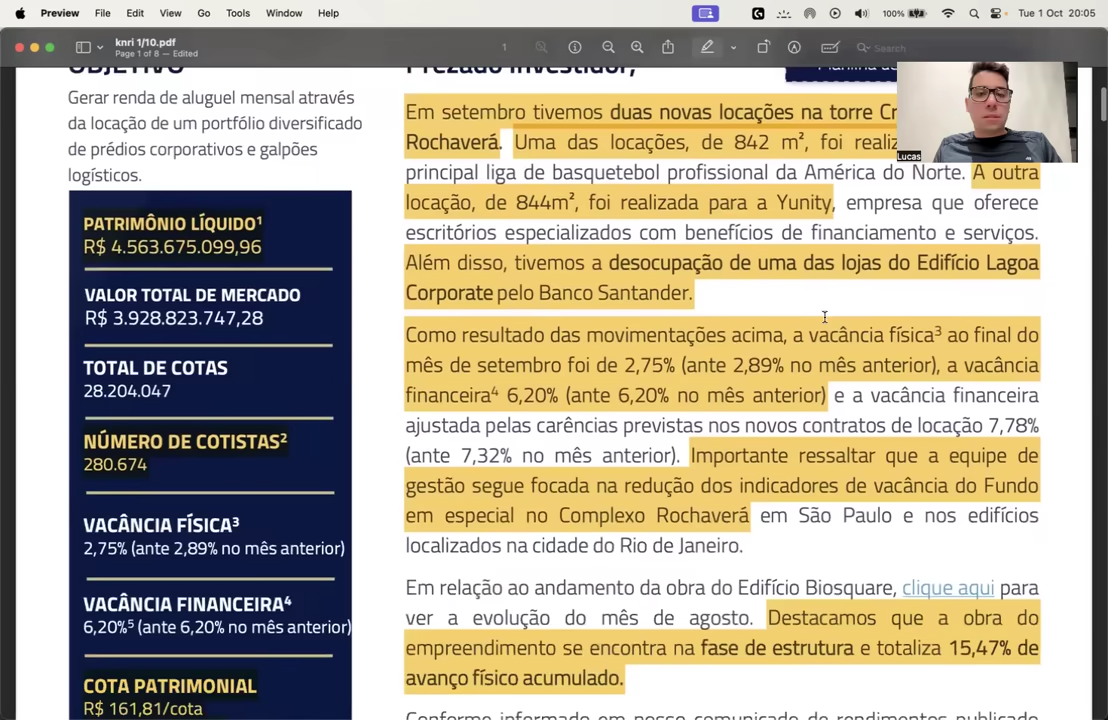 Preview File Edit View Go Tools Window Help
100% Tue 1 Oct 20:05
knri 1/10.pdf
Page 1 of 8 – Edited
1
Search
OBJETIVO
Gerar renda de aluguel mensal através
da locação de um portfólio diversificado
de prédios corporativos e galpões
logísticos.
PATRIMÔNIO LÍQUIDO¹
R$ 4.563.675.099,96
VALOR TOTAL DE MERCADO
R$ 3.928.823.747,28
TOTAL DE COTAS
28.204.047
NÚMERO DE COTISTAS²
280.674
VACÂNCIA FÍSICA³
2,75% (ante 2,89% no mês anterior)
VACÂNCIA FINANCEIRA⁴
6,20%⁵ (ante 6,20% no mês anterior)
COTA PATRIMONIAL
R$ 161,81/cota
Prezado Investidor,
Em setembro tivemos duas novas locações na torre
Rochaverá. Uma das locações, de 842 m², foi
principal liga de basquetebol profissional da América do Norte. A outra
locação, de 844m², foi realizada para a Yunity, empresa que oferece
escritórios especializados com benefícios de financiamento e serviços.
Além disso, tivemos a desocupação de uma das lojas do Edifício Lagoa
Corporate pelo Banco Santander.
Como resultado das movimentações acima, a vacância física³ ao final do
mês de setembro foi de 2,75% (ante 2,89% no mês anterior), a vacância
financeira⁴ 6,20% (ante 6,20% no mês anterior) e a vacância financeira
ajustada pelas carências previstas nos novos contratos de locação 7,78%
(ante 7,32% no mês anterior). Importante ressaltar que a equipe de
gestão segue focada na redução dos indicadores de vacância do Fundo
em especial no Complexo Rochaverá em São Paulo e nos edifícios
localizados na cidade do Rio de Janeiro.
Em relação ao andamento da obra do Edifício Biosquare, clique aqui para
ver a evolução do mês de agosto. Destacamos que a obra do
empreendimento se encontra na fase de estrutura e totaliza 15,47% de
avanço físico acumulado.
Conforme informado em nosso comunicado de rendimentos publicado
Lucas